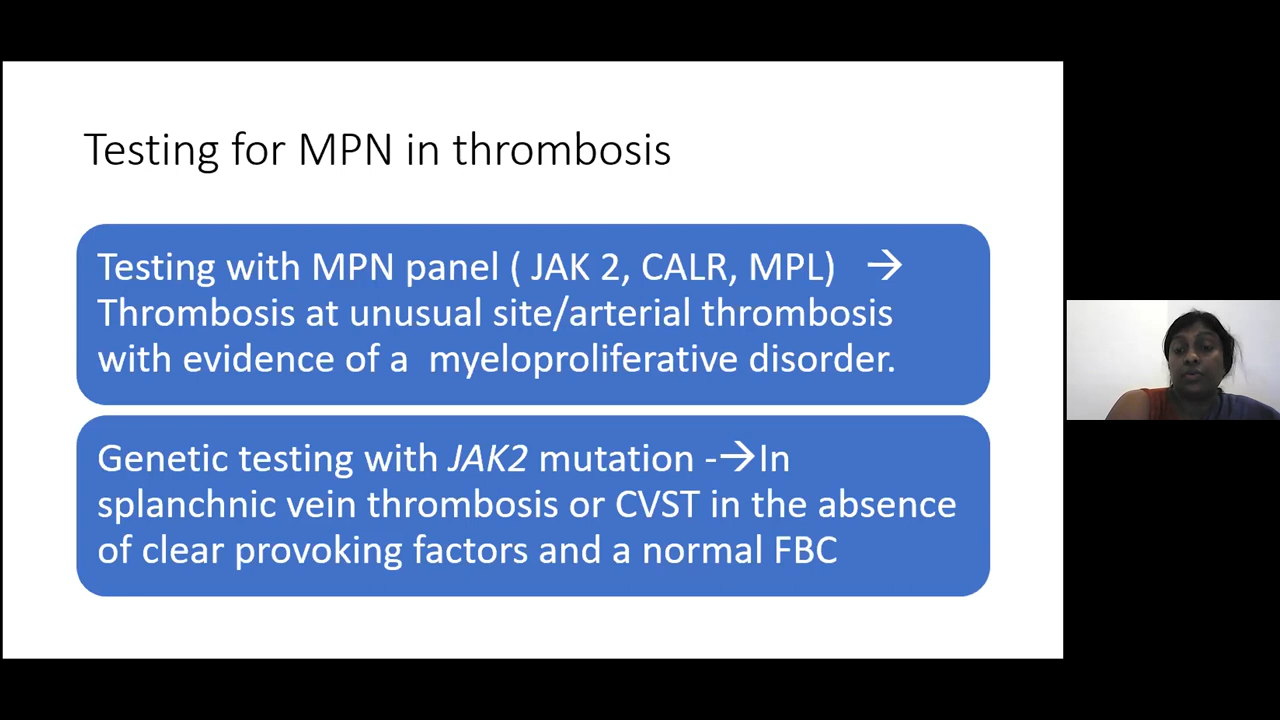 Testing for MPN in thrombosis
Testing with MPN panel ( JAK 2, CALR, MPL) →
Thrombosis at unusual site/arterial thrombosis
with evidence of a  myeloproliferative disorder.
Genetic testing with JAK2 mutation -→In
splanchnic vein thrombosis or CVST in the absence
of clear provoking factors and a normal FBC